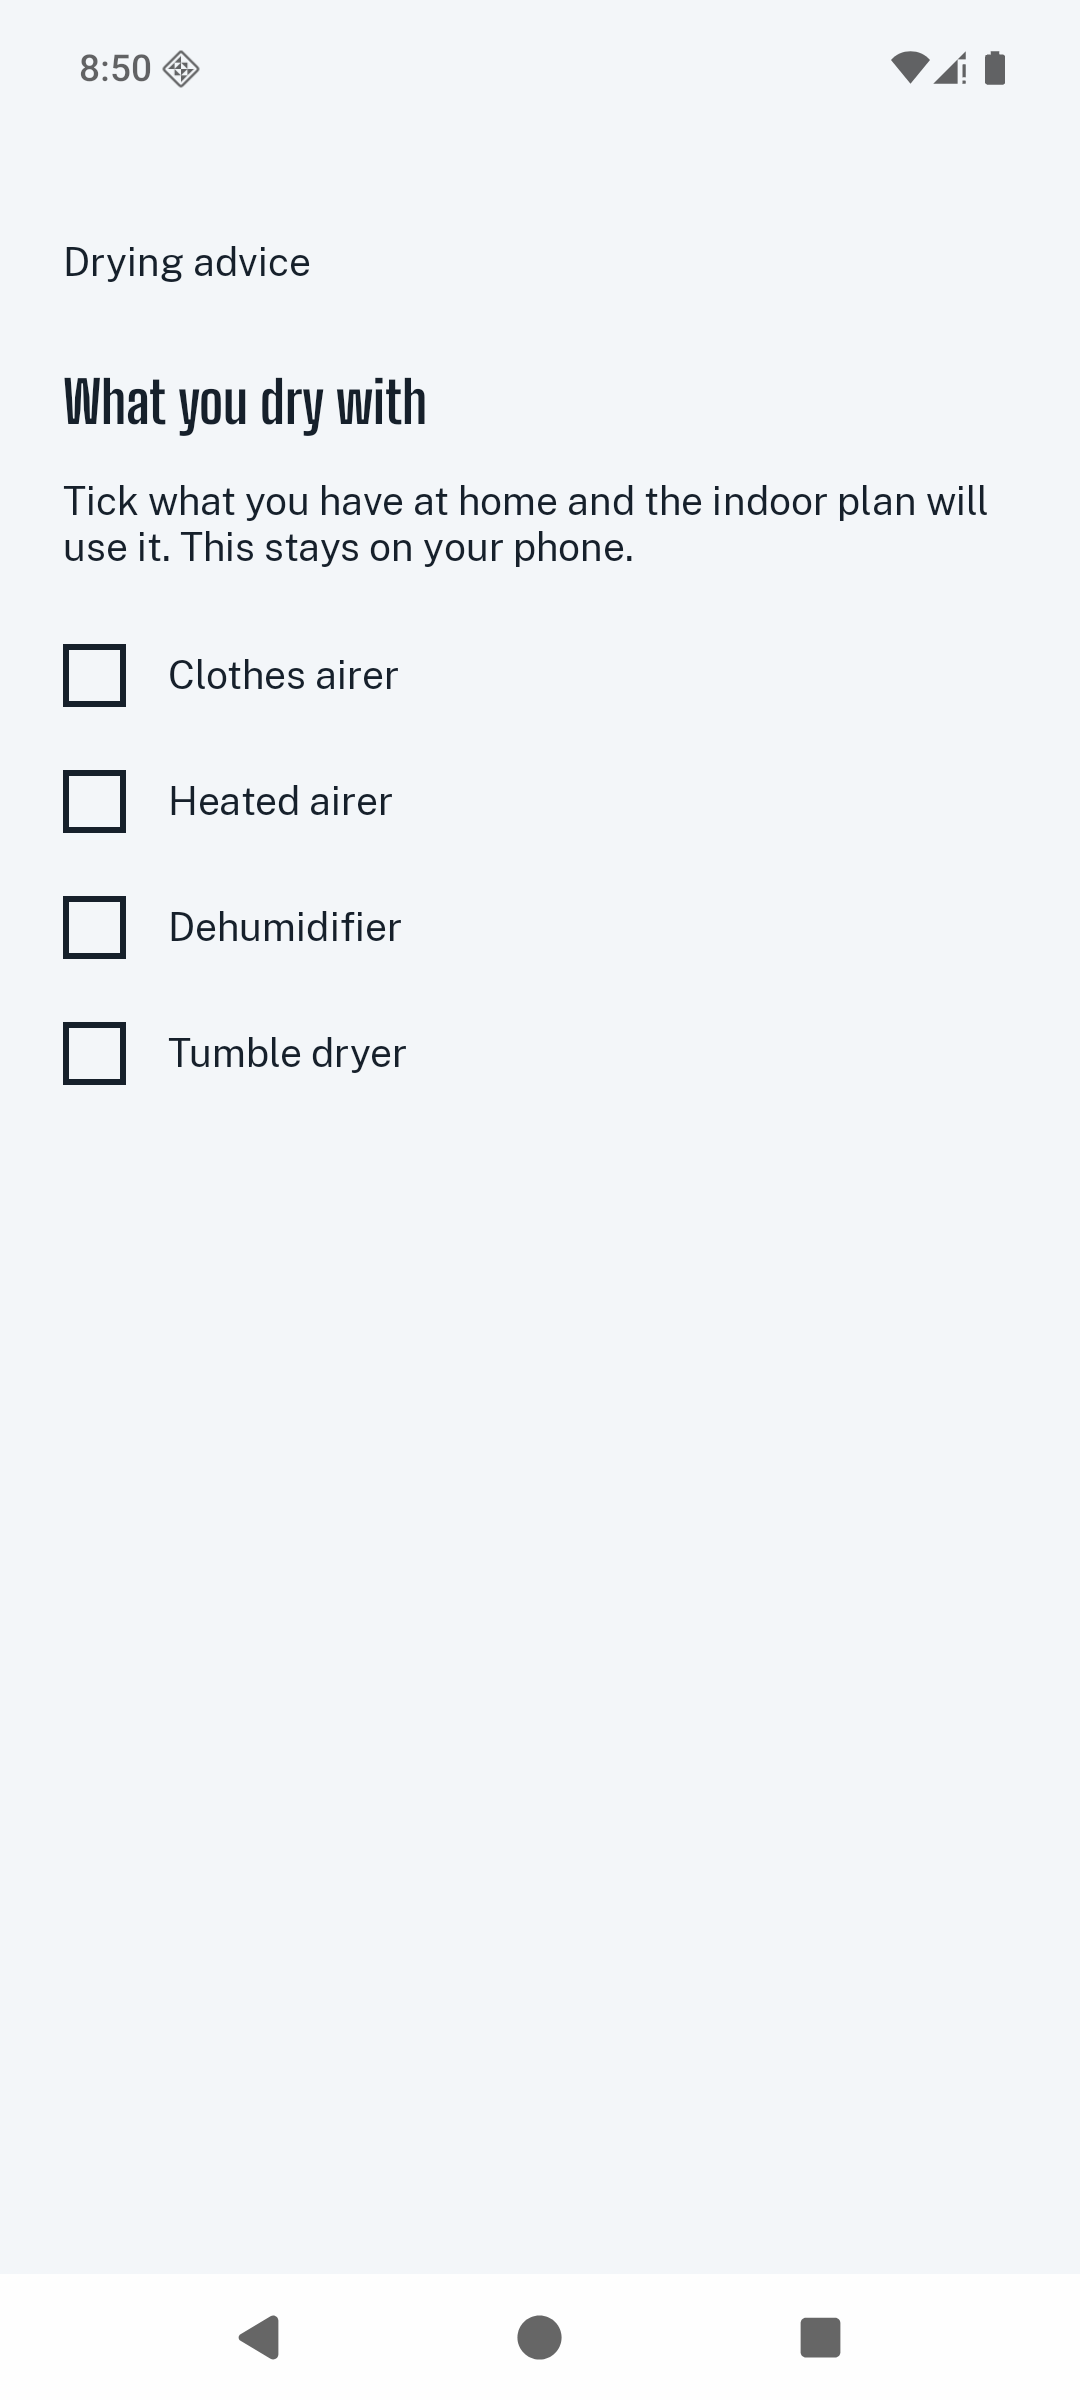 8:50
Drying advice
What you dry with
Tick what you have at home and the indoor plan will
use it. This stays on your phone.
Clothes airer
Heated airer
Dehumidifier
Tumble dryer